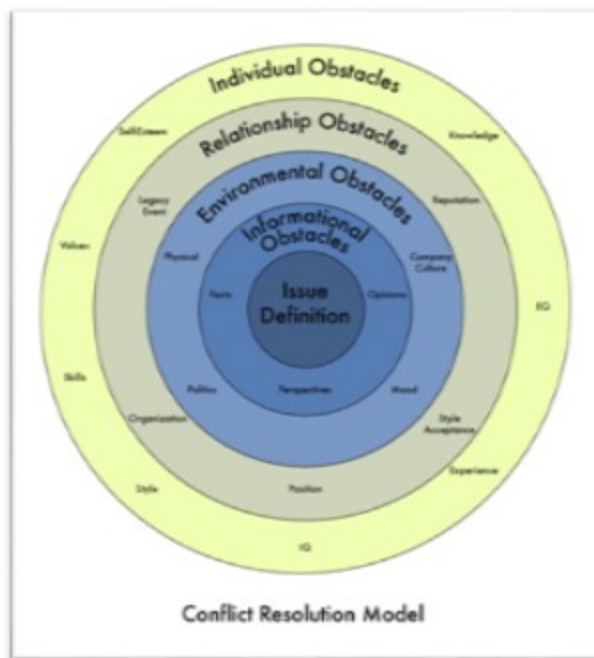 Individual Obstacles
Self-Esteem
Knowledge
Relationship Obstacles
Legacy
Event
Reputation
Environmental Obstacles
Values
Physical
Company
Culture
Informational
Obstacles
Facts
Opinions
EQ
Issue
Definition
Skills
Politics
Perspectives
Mood
Organization
Style
Acceptance
Experience
Style
Position
IQ
Conflict Resolution Model